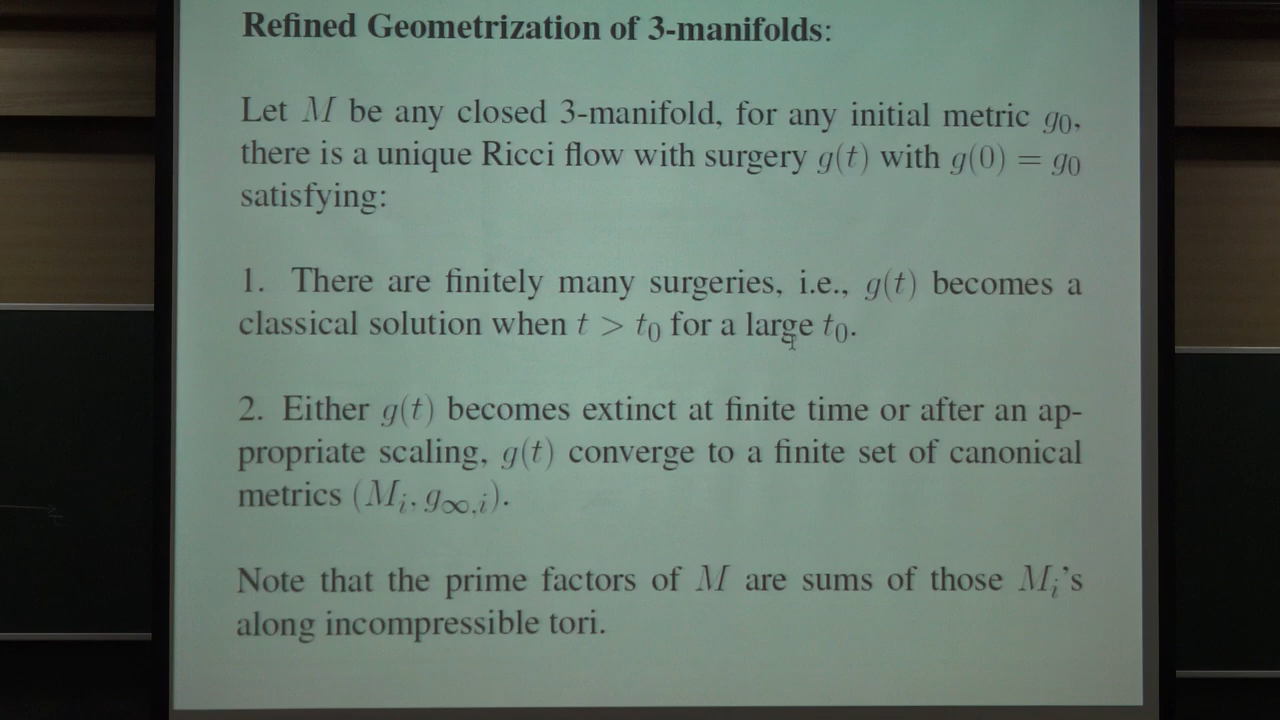 Refined Geometrization of 3-manifolds:
Let M be any closed 3-manifold, for any initial metric g₀,
there is a unique Ricci flow with surgery g(t) with g(0) = g₀
satisfying:
1. There are finitely many surgeries, i.e., g(t) becomes a
classical solution when t > t₀ for a large t₀.
2. Either g(t) becomes extinct at finite time or after an ap-
propriate scaling, g(t) converge to a finite set of canonical
metrics (Mᵢ, g∞,ᵢ).
Note that the prime factors of M are sums of those Mᵢ's
along incompressible tori.